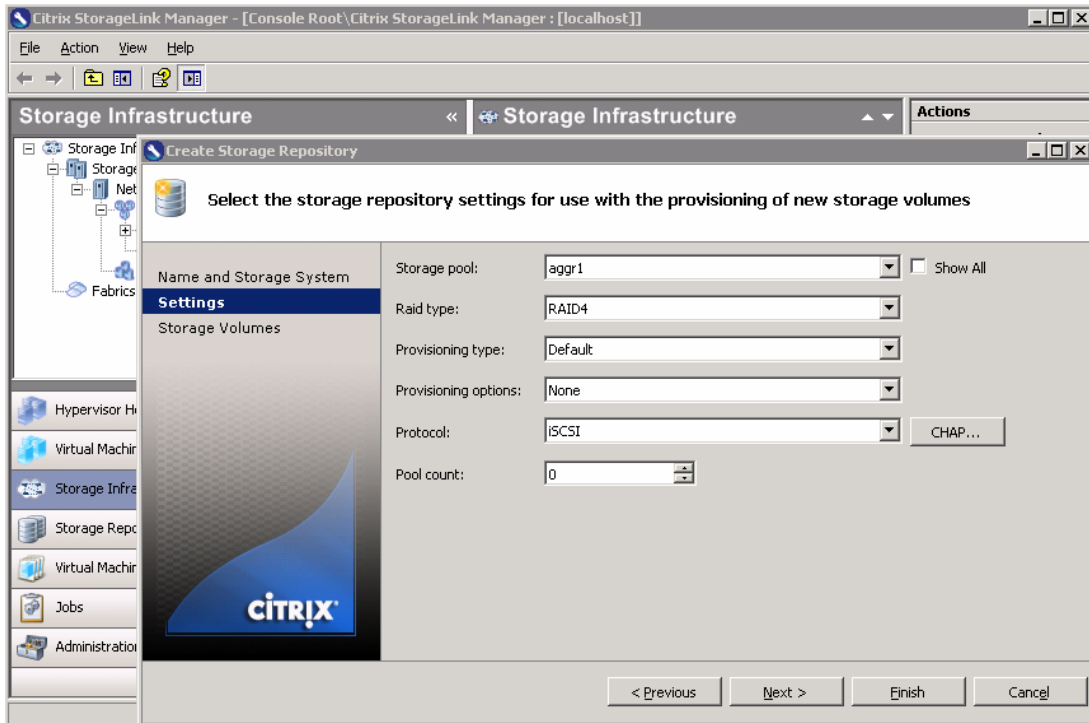 Citrix StorageLink Manager - [Console Root\Citrix StorageLink Manager : [localhost]]
File Action View Help
Storage Infrastructure « Storage Infrastructure
Actions
Storage Inf
Storage
Net
Fabrics
Create Storage Repository
Select the storage repository settings for use with the provisioning of new storage volumes
Name and Storage System
Settings
Storage Volumes
CITRIX
Storage pool: aggr1 Show All
Raid type: RAID4
Provisioning type: Default
Provisioning options: None
Protocol: iSCSI CHAP...
Pool count: 0
Hypervisor H
Virtual Machin
Storage Infra
Storage Repo
Virtual Machin
Jobs
Administration
< Previous Next > Finish Cancel